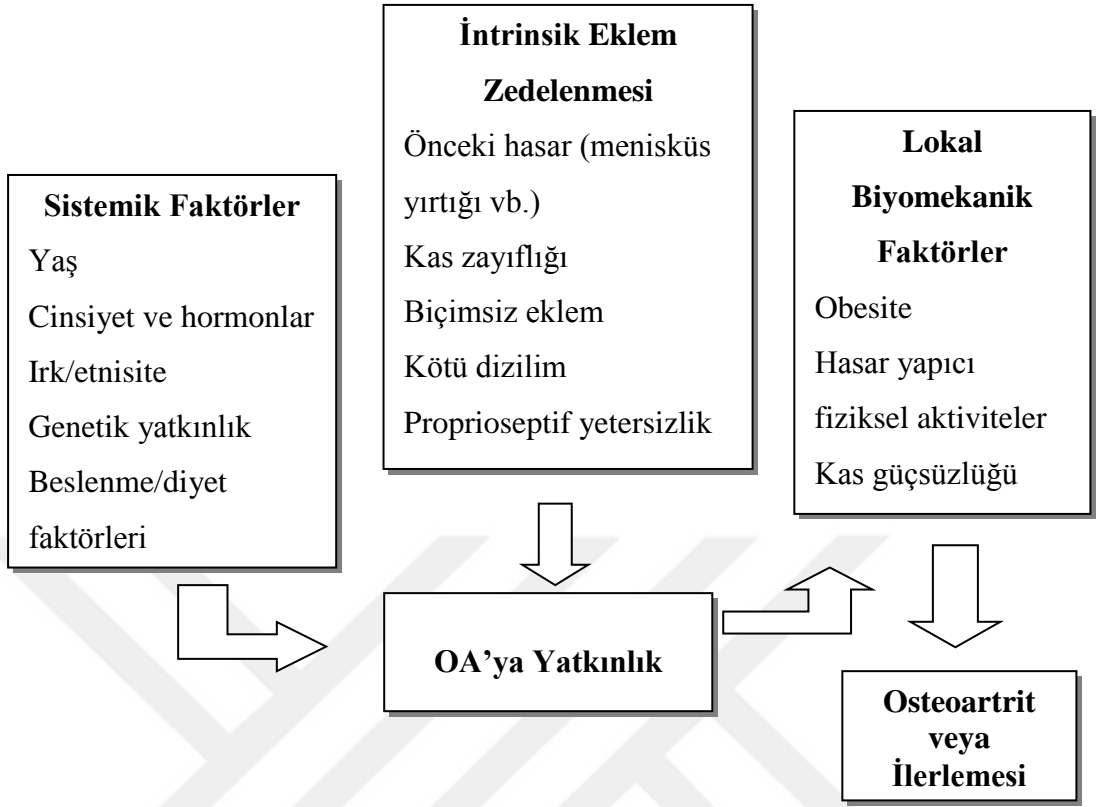 Sistemik Faktörler
Yaş
Cinsiyet ve hormonlar
Irk/etnisite
Genetik yatkınlık
Beslenme/diyet
faktörleri
İntrinsik Eklem
Zedelenmesi
Önceki hasar (menisküs
yırtığı vb.)
Kas zayıflığı
Biçimsiz eklem
Kötü dizilim
Proprioseptif yetersizlik
Lokal
Biyomekanik
Faktörler
Obesite
Hasar yapıcı
fiziksel aktiviteler
Kas güçsüzlüğü
OA’ya Yatkınlık
Osteoartrit
veya
İlerlemesi